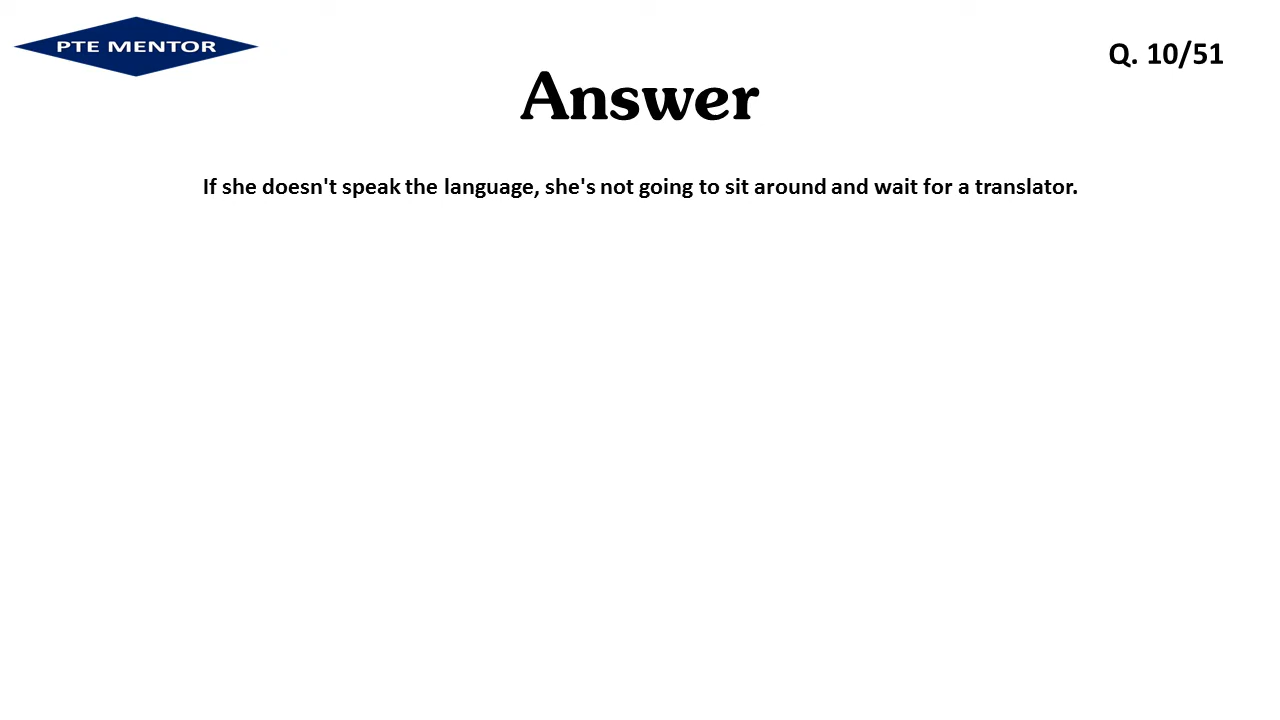 PTE MENTOR
Q. 10/51
Answer
If she doesn't speak the language, she's not going to sit around and wait for a translator.